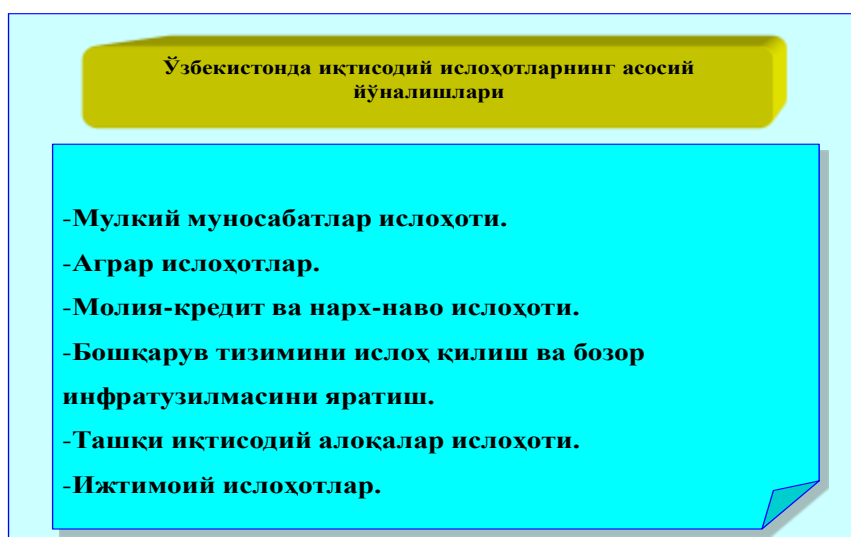 Ўзбекистонда иқтисодий ислоҳотларнинг асосий
йўналишлари
-Мулкий муносабатлар ислоҳоти.
-Аграр ислоҳотлар.
-Молия-кредит ва нарх-наво ислоҳоти.
-Бошқарув тизимини ислоҳ қилиш ва бозор
инфратузилмасини яратиш.
-Ташқи иқтисодий алоқалар ислоҳоти.
-Ижтимоий ислоҳотлар.